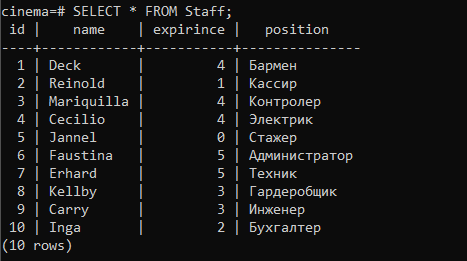 cinema=# SELECT * FROM Staff;
 id |    name    | expirince |   position
----+------------+-----------+---------------
  1 | Deck       |         4 | Бармен
  2 | Reinold    |         1 | Кассир
  3 | Mariquilla |         4 | Контролер
  4 | Cecilio    |         4 | Электрик
  5 | Jannel     |         0 | Стажер
  6 | Faustina   |         5 | Администратор
  7 | Erhard     |         5 | Техник
  8 | Kellby     |         3 | Гардеробщик
  9 | Carry      |         3 | Инженер
 10 | Inga       |         2 | Бухгалтер
(10 rows)